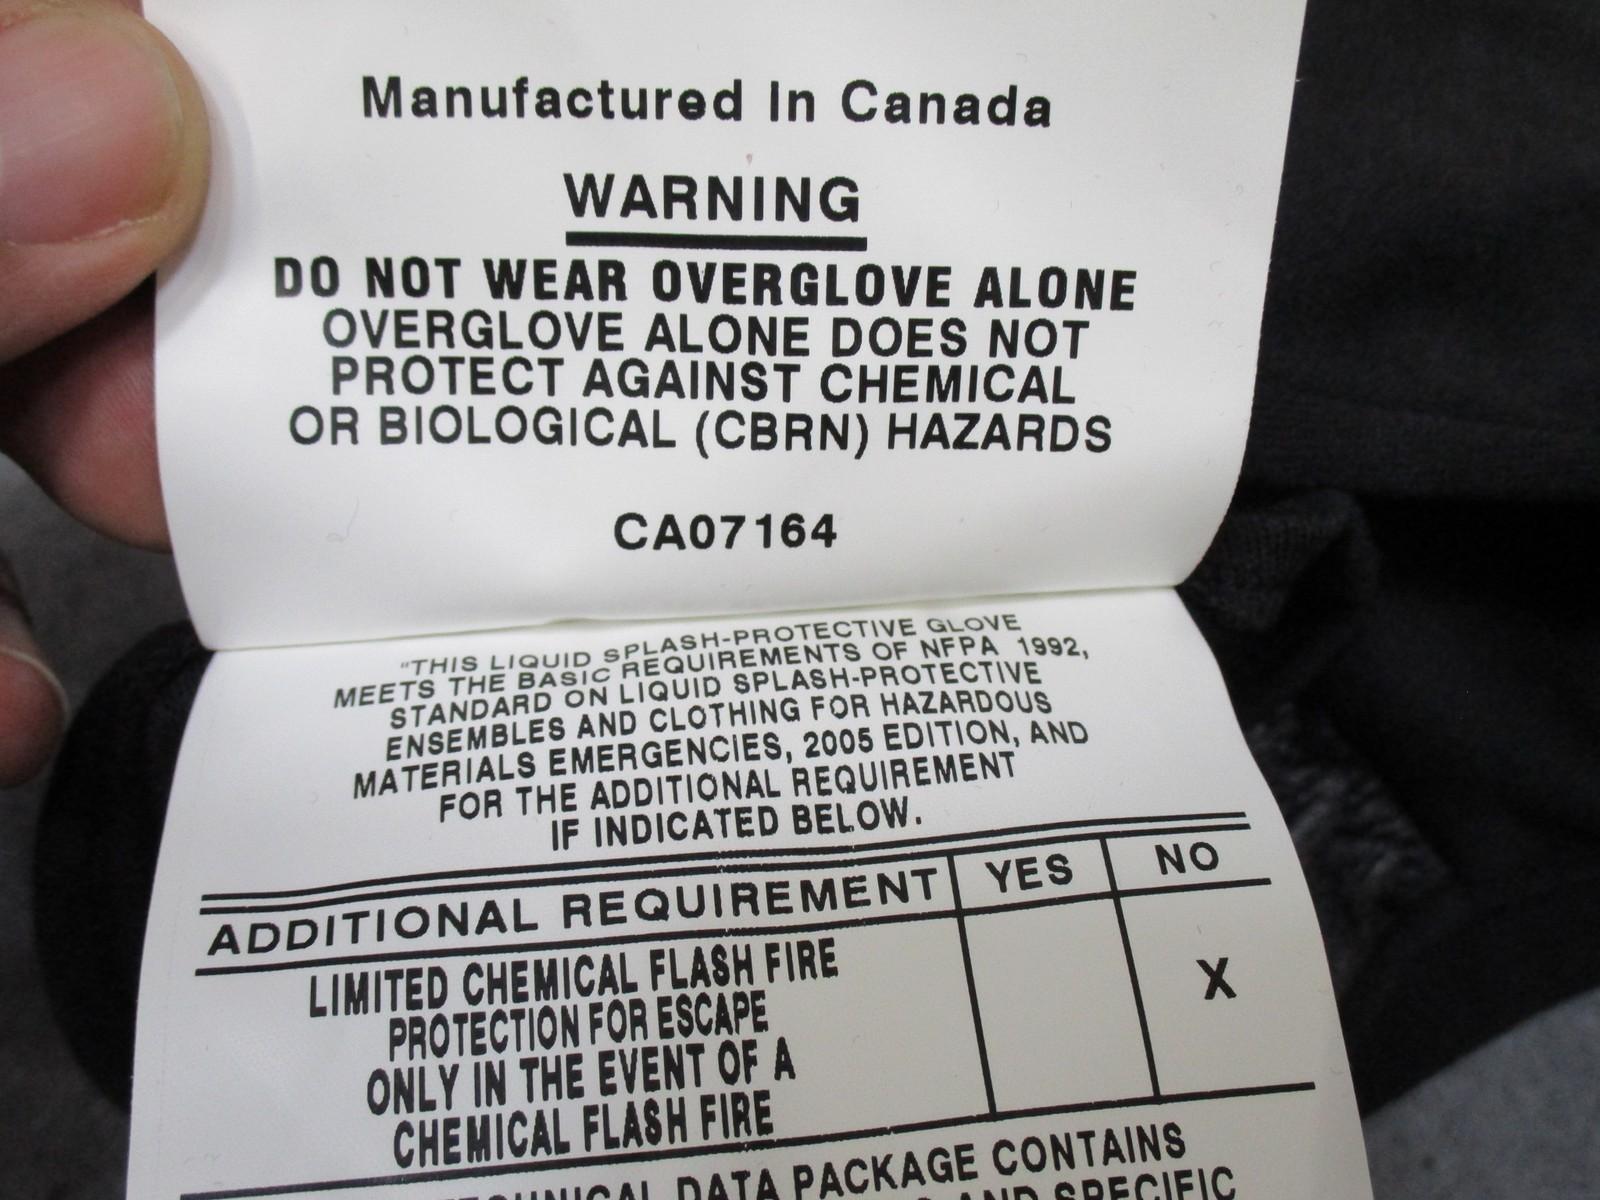 Manufactured In Canada
WARNING
DO NOT WEAR OVERGLOVE ALONE
OVERGLOVE ALONE DOES NOT
PROTECT AGAINST CHEMICAL
OR BIOLOGICAL (CBRN) HAZARDS
CA07164
"THIS LIQUID SPLASH-PROTECTIVE GLOVE
MEETS THE BASIC REQUIREMENTS OF NFPA 1992,
STANDARD ON LIQUID SPLASH-PROTECTIVE
ENSEMBLES AND CLOTHING FOR HAZARDOUS
MATERIALS EMERGENCIES, 2005 EDITION, AND
FOR THE ADDITIONAL REQUIREMENT
IF INDICATED BELOW.
ADDITIONAL REQUIREMENT YES NO
LIMITED CHEMICAL FLASH FIRE
PROTECTION FOR ESCAPE X
ONLY IN THE EVENT OF A
CHEMICAL FLASH FIRE
TECHNICAL DATA PACKAGE CONTAINS
AND SPECIFIC